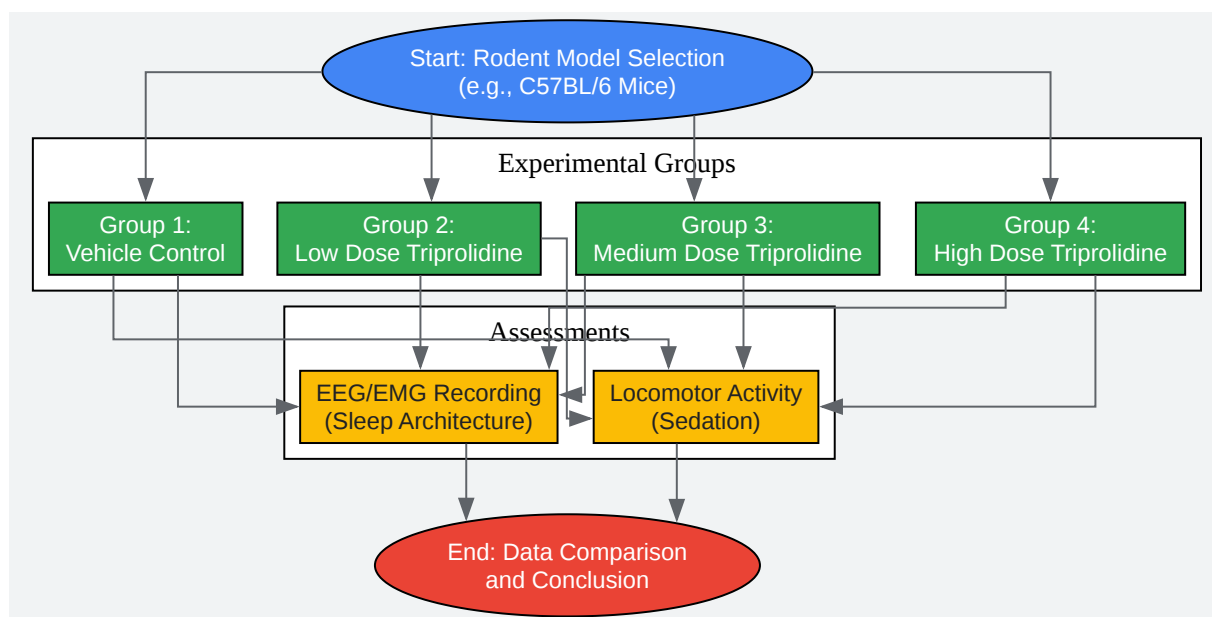 Start: Rodent Model Selection
(e.g., C57BL/6 Mice)
Experimental Groups
Group 1:
Vehicle Control
Group 2:
Low Dose Triprolidine
Group 3:
Medium Dose Triprolidine
Group 4:
High Dose Triprolidine
Assessments
EEG/EMG Recording
(Sleep Architecture)
Locomotor Activity
(Sedation)
End: Data Comparison
and Conclusion